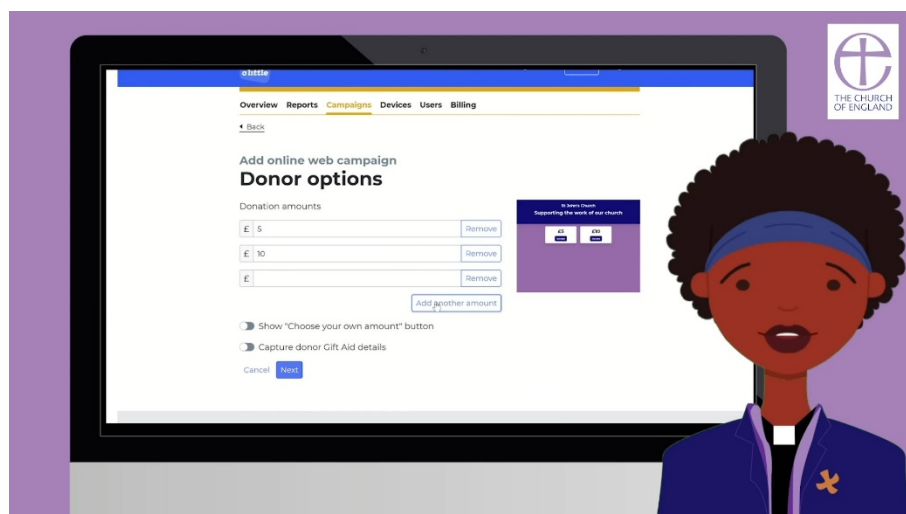 THE CHURCH
OF ENGLAND
Overview Reports Campaigns Devices Users Billing
Back
Add online web campaign
Donor options
Donation amounts
£ 5 Remove
£ 10 Remove
£ Remove
Add another amount
Show "Choose your own amount" button
Capture donor Gift Aid details
Cancel Next
St John's Church
Supporting the work of our church
£5 £10